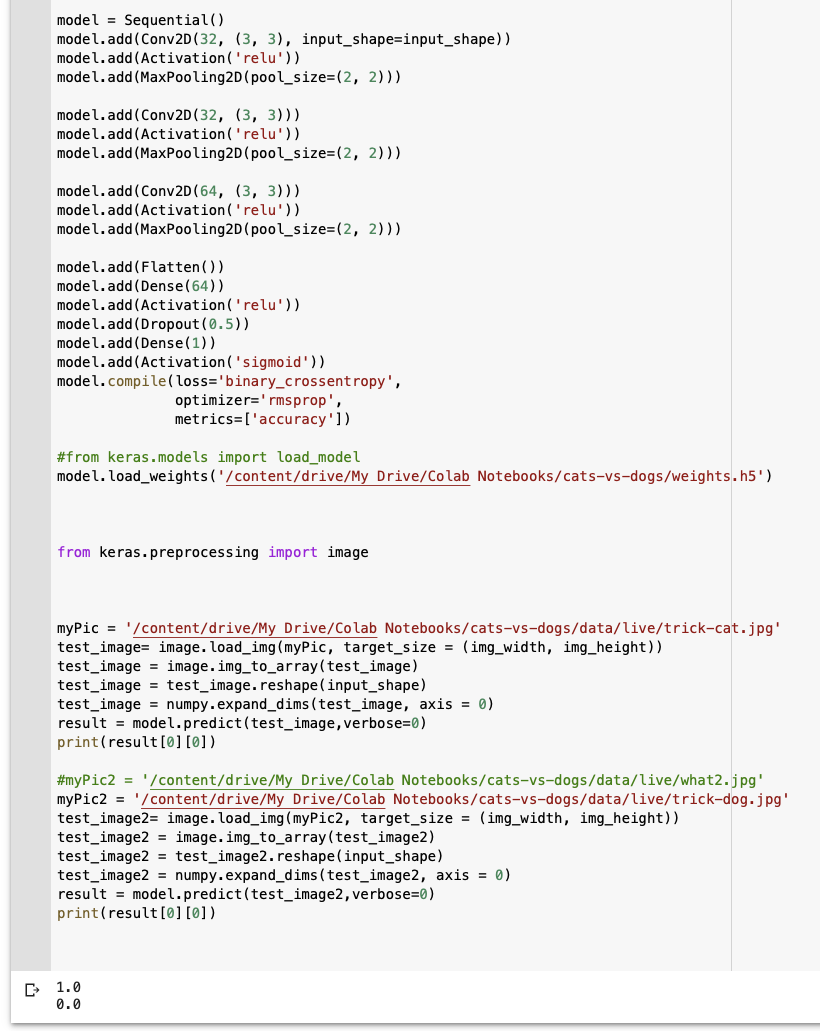 model = Sequential()
model.add(Conv2D(32, (3, 3), input_shape=input_shape))
model.add(Activation('relu'))
model.add(MaxPooling2D(pool_size=(2, 2)))

model.add(Conv2D(32, (3, 3)))
model.add(Activation('relu'))
model.add(MaxPooling2D(pool_size=(2, 2)))

model.add(Conv2D(64, (3, 3)))
model.add(Activation('relu'))
model.add(MaxPooling2D(pool_size=(2, 2)))

model.add(Flatten())
model.add(Dense(64))
model.add(Activation('relu'))
model.add(Dropout(0.5))
model.add(Dense(1))
model.add(Activation('sigmoid'))
model.compile(loss='binary_crossentropy',
              optimizer='rmsprop',
              metrics=['accuracy'])

#from keras.models import load_model
model.load_weights('/content/drive/My Drive/Colab Notebooks/cats-vs-dogs/weights.h5')

from keras.preprocessing import image

myPic = '/content/drive/My Drive/Colab Notebooks/cats-vs-dogs/data/live/trick-cat.jpg'
test_image= image.load_img(myPic, target_size = (img_width, img_height))
test_image = image.img_to_array(test_image)
test_image = test_image.reshape(input_shape)
test_image = numpy.expand_dims(test_image, axis = 0)
result = model.predict(test_image,verbose=0)
print(result[0][0])

#myPic2 = '/content/drive/My Drive/Colab Notebooks/cats-vs-dogs/data/live/what2.jpg'
myPic2 = '/content/drive/My Drive/Colab Notebooks/cats-vs-dogs/data/live/trick-dog.jpg'
test_image2= image.load_img(myPic2, target_size = (img_width, img_height))
test_image2 = image.img_to_array(test_image2)
test_image2 = test_image2.reshape(input_shape)
test_image2 = numpy.expand_dims(test_image2, axis = 0)
result = model.predict(test_image2,verbose=0)
print(result[0][0])

1.0
0.0